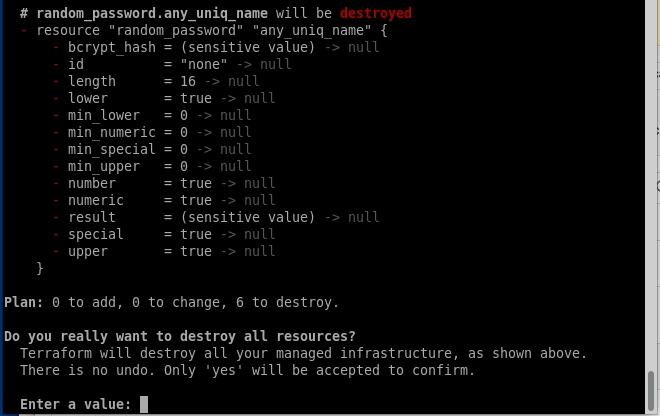 # random_password.any_uniq_name will be destroyed
- resource "random_password" "any_uniq_name" {
- bcrypt_hash = (sensitive value) -> null
- id          = "none" -> null
- length      = 16 -> null
- lower       = true -> null
- min_lower   = 0 -> null
- min_numeric = 0 -> null
- min_special = 0 -> null
- min_upper   = 0 -> null
- number      = true -> null
- numeric     = true -> null
- result      = (sensitive value) -> null
- special     = true -> null
- upper       = true -> null
}
Plan: 0 to add, 0 to change, 6 to destroy.
Do you really want to destroy all resources?
Terraform will destroy all your managed infrastructure, as shown above.
There is no undo. Only 'yes' will be accepted to confirm.
Enter a value: